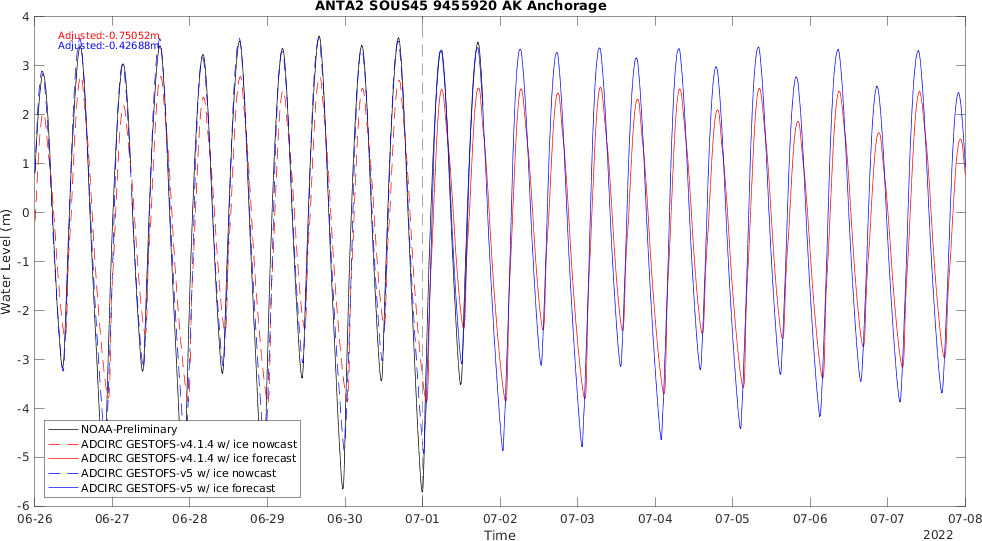 ANTA2 SOUS45 9455920 AK Anchorage
Adjusted:-0.75052m
Adjusted:-0.42688m
4
3
2
1
0
-1
-2
-3
-4
-5
-6
Water Level (m)
NOAA-Preliminary
ADCIRC GESTOFS-v4.1.4 w/ ice nowcast
ADCIRC GESTOFS-v4.1.4 w/ ice forecast
ADCIRC GESTOFS-v5 w/ ice nowcast
ADCIRC GESTOFS-v5 w/ ice forecast
06-26 06-27 06-28 06-29 06-30 07-01 07-02 07-03 07-04 07-05 07-06 07-07 07-08
Time
2022